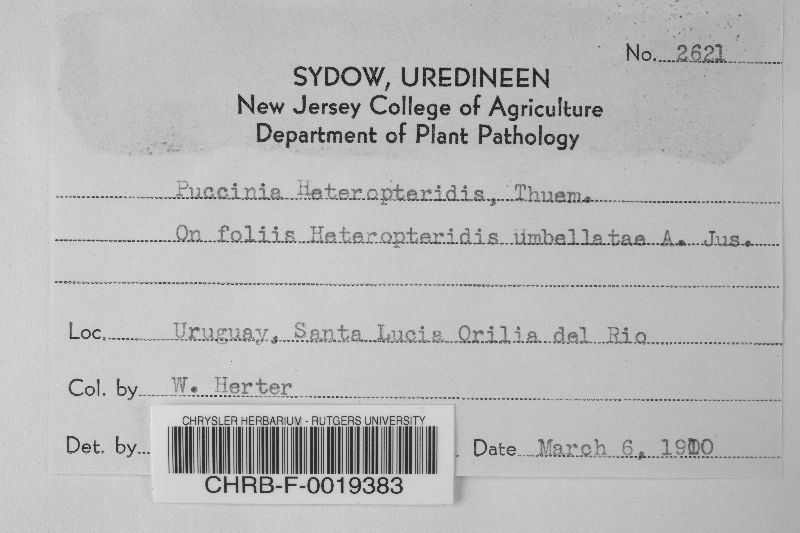 No. 2621
SYDOW, UREDINEEN
New Jersey College of Agriculture
Department of Plant Pathology
Puccinia Heteropteridis, Thuem.
On foliis Heteropteridis umbellatae A. Jus.
Loc. Uruguay, Santa Lucia Orilia del Rio
Col. by W. Herter
CHRYSLER HERBARIUM - RUTGERS UNIVERSITY
Det. by
Date March 6, 1910
CHRB-F-0019383